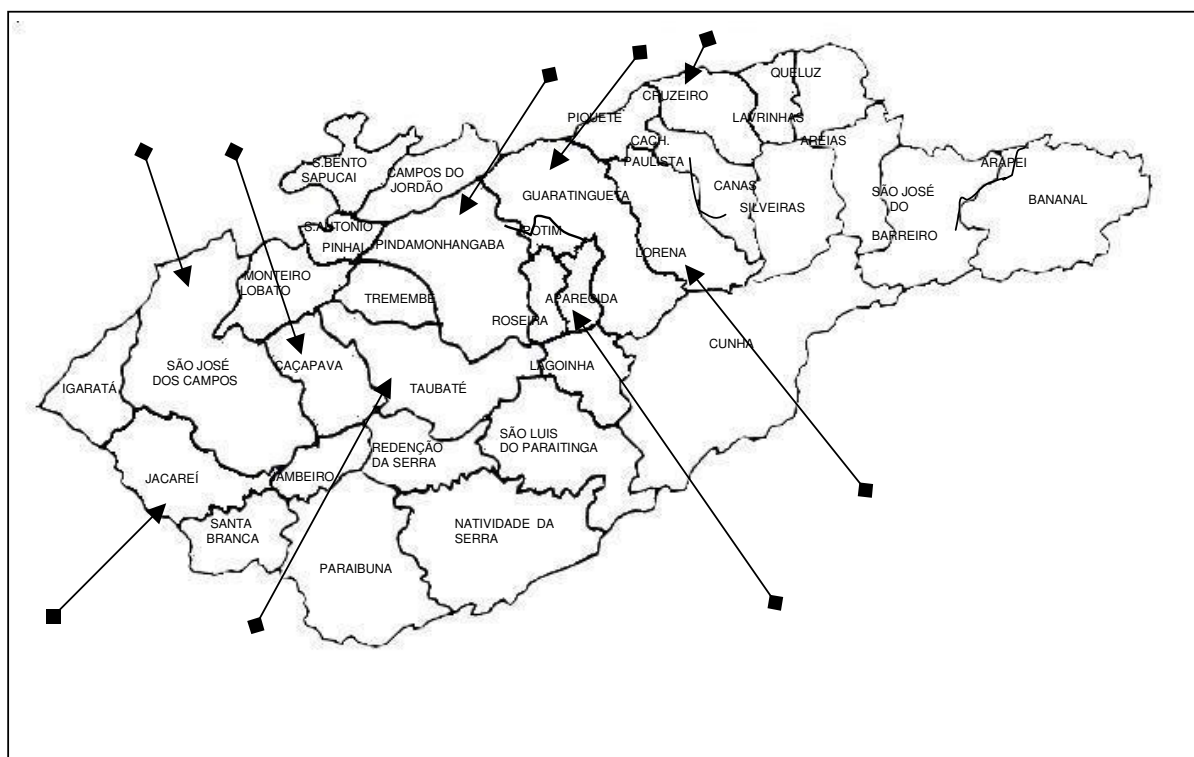 QUELUZ
CRUZEIRO
PIQUETE
LAVRINHAS
CACH.
PAULISTA
AREIAS
S.BENTO
SAPUCAI
CAMPOS DO
JORDÃO
ARAPEI
GUARATINGUETA
CANAS
SILVEIRAS
SÃO JOSÉ
DO
BARREIRO
BANANAL
S.ANTONIO
PINHAL
PINDAMONHANGABA
POTIM
LORENA
MONTEIRO
LOBATO
TREMEMBE
ROSEIRA
APARECIDA
CUNHA
IGARATÁ
SÃO JOSÉ
DOS CAMPOS
CAÇAPAVA
TAUBATÉ
LAGOINHA
JACAREÍ
JAMBEIRO
REDENÇÃO
DA SERRA
SÃO LUIS
DO PARAITINGA
SANTA
BRANCA
PARAIBUNA
NATIVIDADE DA
SERRA